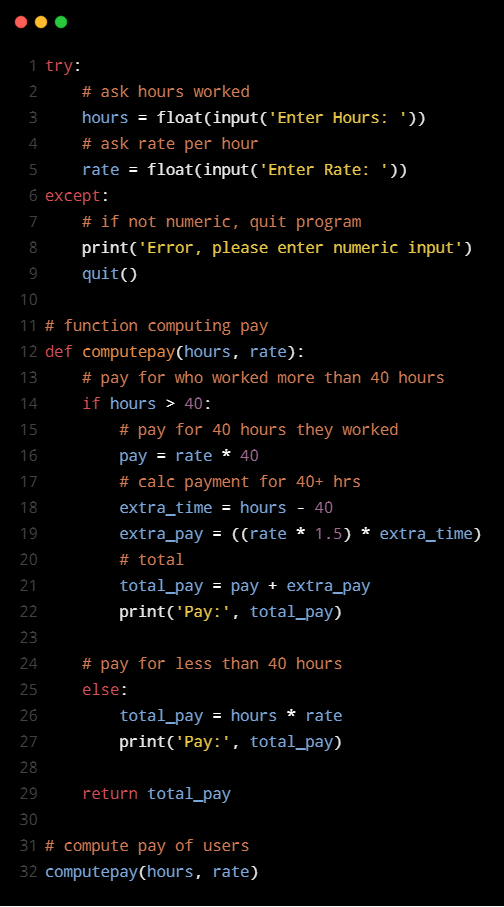 1 try:
2     # ask hours worked
3     hours = float(input('Enter Hours: '))
4     # ask rate per hour
5     rate = float(input('Enter Rate: '))
6 except:
7     # if not numeric, quit program
8     print('Error, please enter numeric input')
9     quit()
10
11 # function computing pay
12 def computepay(hours, rate):
13     # pay for who worked more than 40 hours
14     if hours > 40:
15         # pay for 40 hours they worked
16         pay = rate * 40
17         # calc payment for 40+ hrs
18         extra_time = hours - 40
19         extra_pay = ((rate * 1.5) * extra_time)
20         # total
21         total_pay = pay + extra_pay
22         print('Pay:', total_pay)
23
24     # pay for less than 40 hours
25     else:
26         total_pay = hours * rate
27         print('Pay:', total_pay)
28
29     return total_pay
30
31 # compute pay of users
32 computepay(hours, rate)